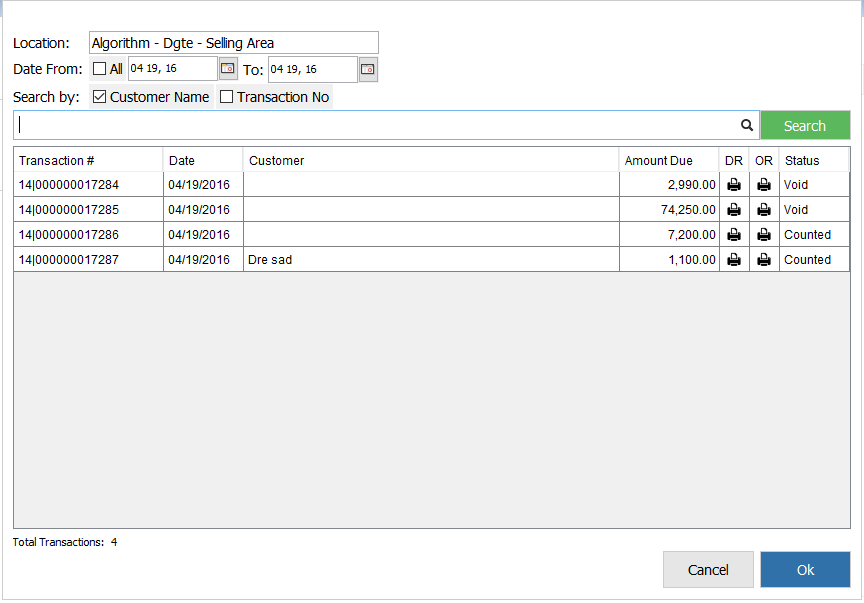 Location: Algorithm - Dgte - Selling Area
Date From: All 04 19, 16 To: 04 19, 16
Search by: Customer Name Transaction No
Search
Transaction # Date Customer Amount Due DR OR Status
14|000000017284 04/19/2016 2,990.00 Void
14|000000017285 04/19/2016 74,250.00 Void
14|000000017286 04/19/2016 7,200.00 Counted
14|000000017287 04/19/2016 Dre sad 1,100.00 Counted
Total Transactions: 4
Cancel Ok